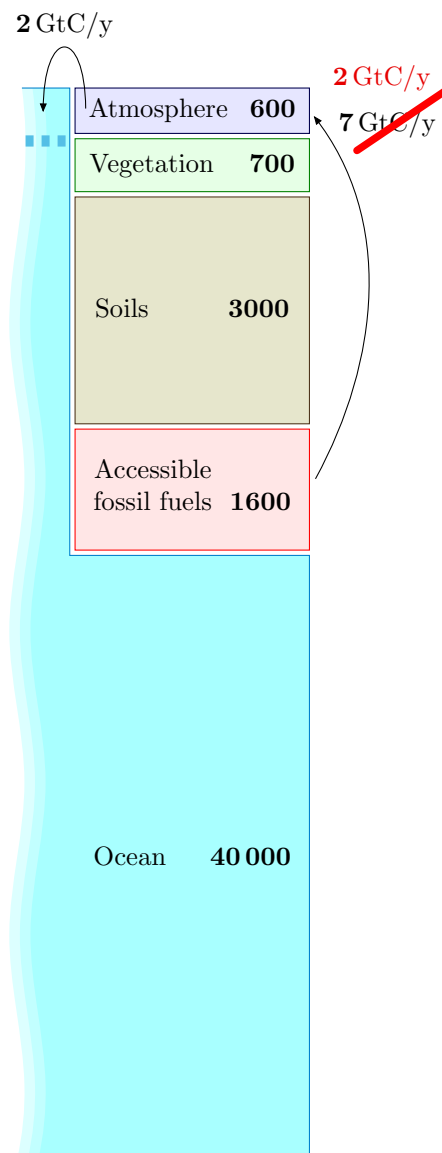 2 GtC/y
2 GtC/y
7 GtC/y
Atmosphere 600
Vegetation 700
Soils 3000
Accessible
fossil fuels 1600
Ocean 40 000